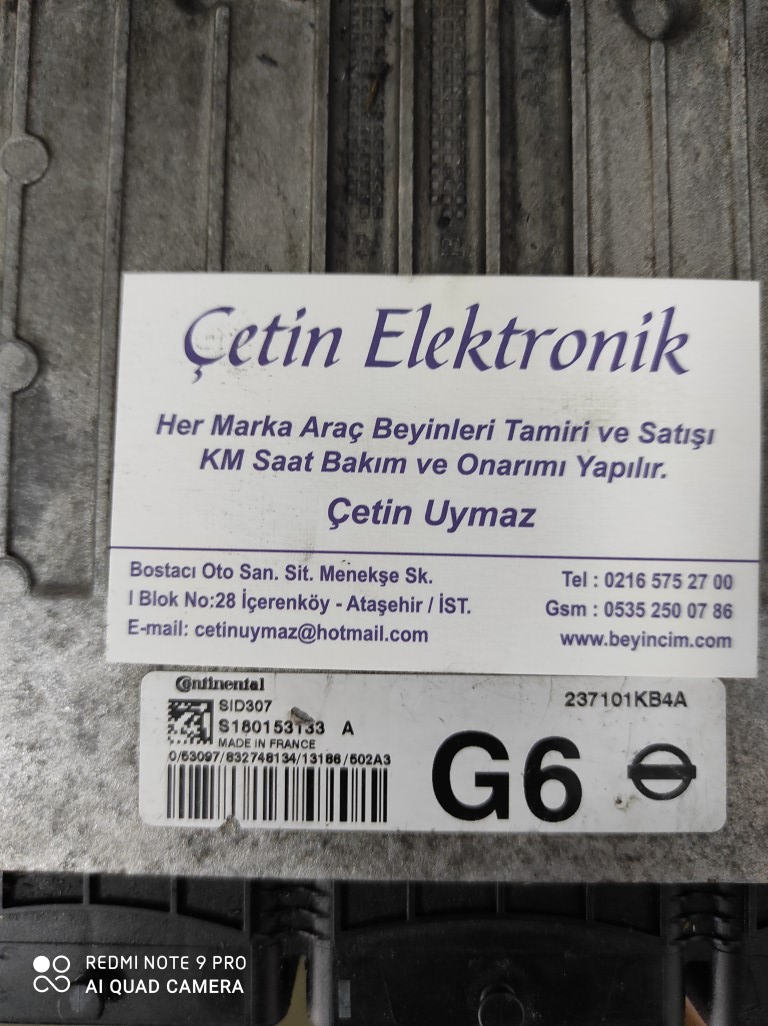 Çetin Elektronik
Her Marka Araç Beyinleri Tamiri ve Satışı
KM Saat Bakım ve Onarımı Yapılır.
Çetin Uymaz
Bostacı Oto San. Sit. Menekşe Sk.
I Blok No:28 İçerenköy - Ataşehir / İST.
E-mail: cetinuymaz@hotmail.com
Tel : 0216 575 27 00
Gsm : 0535 250 07 86
www.beyincim.com
Continental
SID307
S180153133 A
MADE IN FRANCE
0/53097/832748134/13186/502A3
237101KB4A
G6
REDMI NOTE 9 PRO
AI QUAD CAMERA